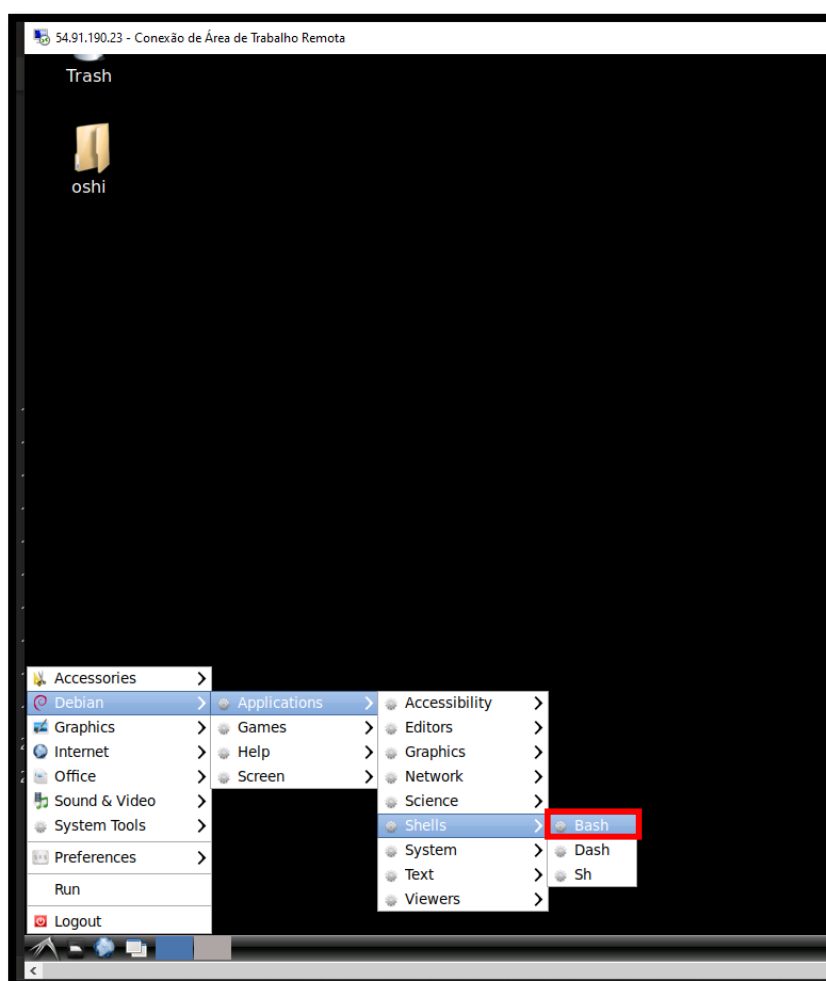 54.91.190.23 - Conexão de Área de Trabalho Remota
Trash
oshi
Accessories
Debian
Graphics
Internet
Office
Sound & Video
System Tools
Preferences
Run
Logout
Applications
Games
Help
Screen
Accessibility
Editors
Graphics
Network
Science
Shells
System
Text
Viewers
Bash
Dash
Sh